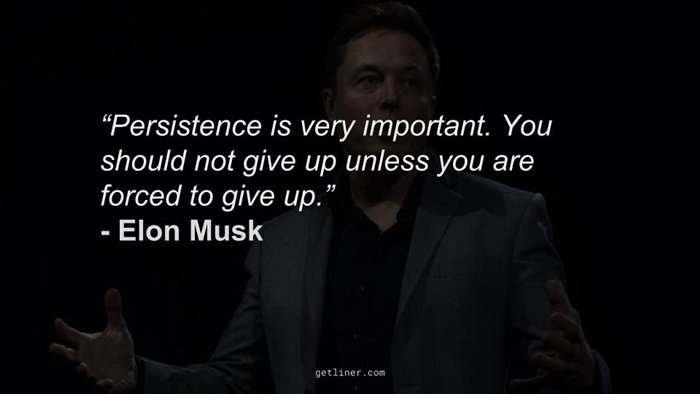 “Persistence is very important. You
should not give up unless you are
forced to give up.”
- Elon Musk
getliner.com